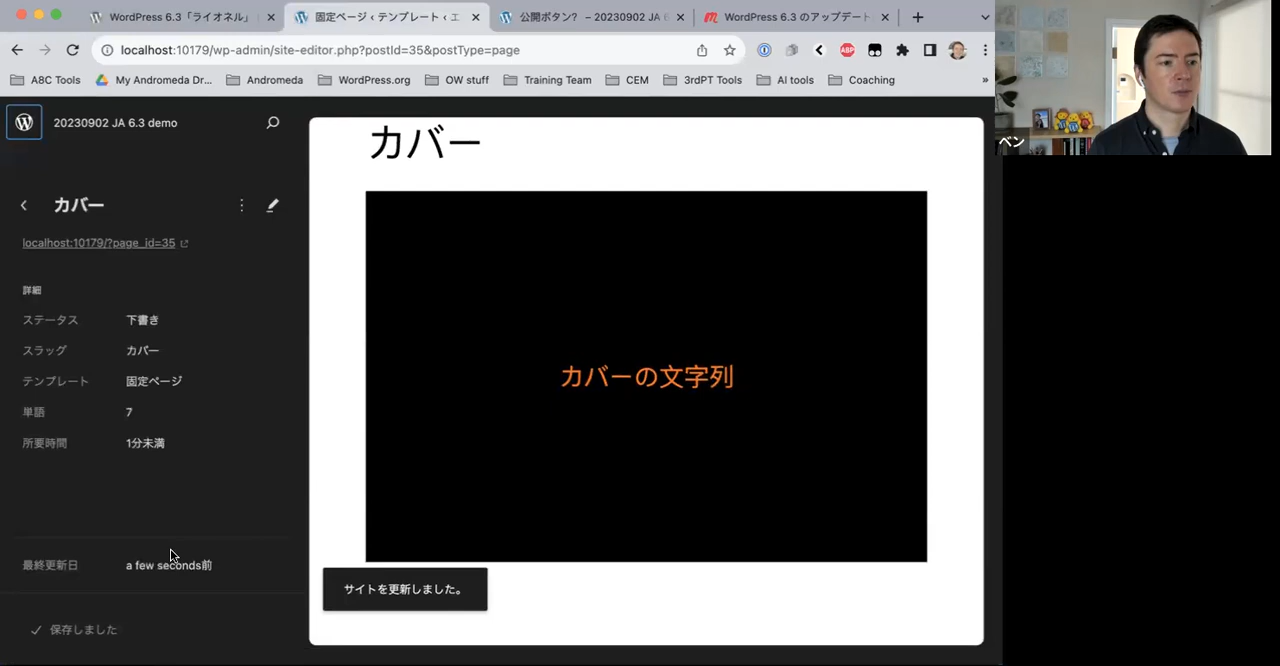 WordPress 6.3「ライオネル」
固定ページ ‹ テンプレート ‹ エ
公開ボタン? – 20230902 JA 6
WordPress 6.3 のアップデート
localhost:10179/wp-admin/site-editor.php?postId=35&postType=page
ABP
A8C Tools
My Andromeda Dr...
Andromeda
WordPress.org
OW stuff
Training Team
CEM
3rdPT Tools
AI tools
Coaching
»
20230902 JA 6.3 demo
カバー
localhost:10179/?page_id=35
詳細
ステータス 下書き
スラッグ カバー
テンプレート 固定ページ
単語 7
所要時間 1分未満
最終更新日 a few seconds前
保存しました
カバー
カバーの文字列
サイトを更新しました。
ベン